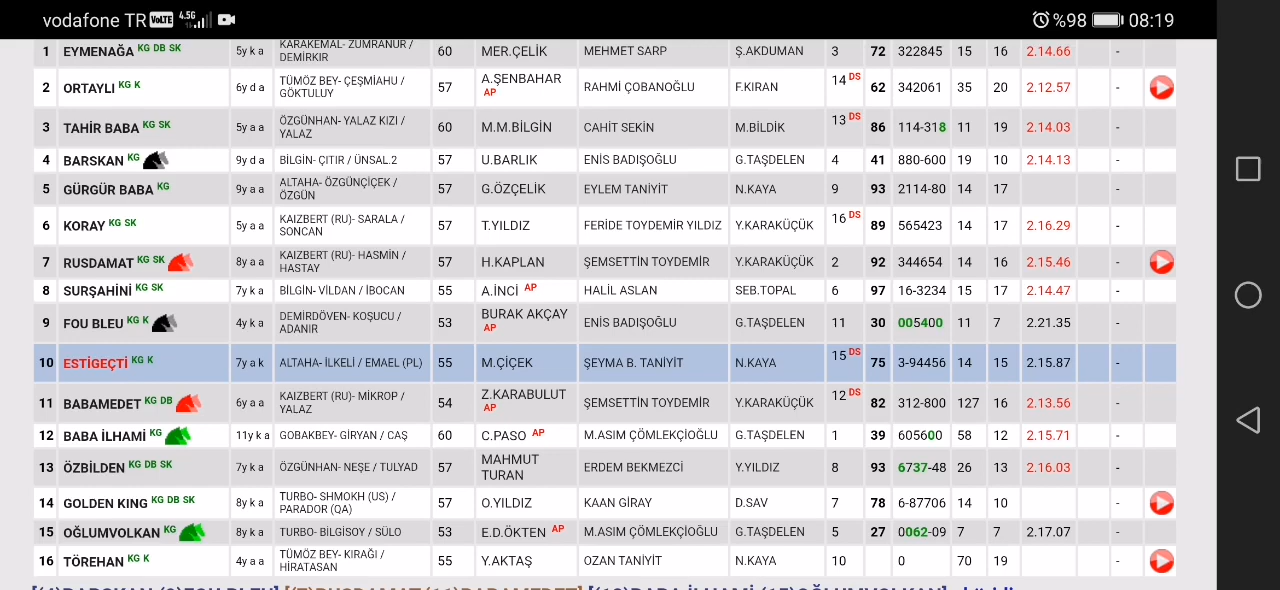 vodafone TR VoLTE 4.5G %98 08:19
1 EYMENAĞA KG DB SK 5y k a KARAKEMAL- ZÜMRÜNUR / DEMİRKIR 60 MER.ÇELİK MEHMET SARP Ş.AKDUMAN 3 72 322845 15 16 2.14.66 -
2 ORTAYLI KG K 6y d a TÜMÖZ BEY- ÇEŞMİAHU / GÖKTULUY 57 A.ŞENBAHAR AP RAHMİ ÇOBANOĞLU F.KIRAN 14 DS 62 342061 35 20 2.12.57 -
3 TAHİR BABA KG SK 5y a a ÖZGÜNHAN- YALAZ KIZI / YALAZ 60 M.M.BİLGİN CAHİT SEKİN M.BİLDİK 13 DS 86 114-318 11 19 2.14.03 -
4 BARSKAN KG 9y d a BİLGİN- ÇITIR / ÜNSAL.2 57 U.BARLIK ENİS BADIŞOĞLU G.TAŞDELEN 4 41 880-600 19 10 2.14.13 -
5 GÜRGÜR BABA KG 9y a a ALTAHA- ÖZGÜNÇİÇEK / ÖZGÜN 57 G.ÖZÇELİK EYLEM TANİYİT N.KAYA 9 93 2114-80 14 17 -
6 KORAY KG SK 5y a a KAIZBERT (RU)- SARALA / SONCAN 57 T.YILDIZ FERİDE TOYDEMİR YILDIZ Y.KARAKÜÇÜK 16 DS 89 565423 14 17 2.16.29 -
7 RUSDAMAT KG SK 8y a a KAIZBERT (RU)- HASMİN / HASTAY 57 H.KAPLAN ŞEMSETTİN TOYDEMİR Y.KARAKÜÇÜK 2 92 344654 14 16 2.15.46 -
8 SURŞAHİNİ KG SK 7y k a BİLGİN- VİLDAN / İBOCAN 55 A.İNCİ AP HALİL ASLAN SEB.TOPAL 6 97 16-3234 15 17 2.14.47 -
9 FOU BLEU KG K 4y k a DEMİRDÖVEN- KOŞUCU / ADANIR 53 BURAK AKÇAY AP ENİS BADIŞOĞLU G.TAŞDELEN 11 30 005400 11 7 2.21.35 -
10 ESTİGEÇTİ KG K 7y a k ALTAHA- İLKELİ / EMAEL (PL) 55 M.ÇİÇEK ŞEYMA B. TANİYİT N.KAYA 15 DS 75 3-94456 14 15 2.15.87 -
11 BABAMEDET KG DB 6y a a KAIZBERT (RU)- MİKROP / YALAZ 54 Z.KARABULUT AP ŞEMSETTİN TOYDEMİR Y.KARAKÜÇÜK 12 DS 82 312-800 127 16 2.13.56 -
12 BABA İLHAMİ KG 11y k a GOBAKBEY- GİRYAN / CAŞ 60 C.PASO AP M.ASIM ÇÖMLEKÇİOĞLU G.TAŞDELEN 1 39 605600 58 12 2.15.71 -
13 ÖZBİLDEN KG DB SK 7y k a ÖZGÜNHAN- NEŞE / TULYAD 57 MAHMUT TURAN ERDEM BEKMEZCİ Y.YILDIZ 8 93 6737-48 26 13 2.16.03 -
14 GOLDEN KING KG DB SK 8y k a TURBO- SHMOKH (US) / PARADOR (QA) 57 O.YILDIZ KAAN GİRAY D.SAV 7 78 6-87706 14 10 -
15 OĞLUMVOLKAN KG 8y k a TURBO- BİLGİSOY / SÜLO 53 E.D.ÖKTEN AP M.ASIM ÇÖMLEKÇİOĞLU G.TAŞDELEN 5 27 0062-09 7 7 2.17.07 -
16 TÖREHAN KG K 4y a a TÜMÖZ BEY- KIRAĞI / HİRATASAN 55 Y.AKTAŞ OZAN TANİYİT N.KAYA 10 0 70 19 -
[(4)BARSKAN (9)FOU BLEU] [(7)RUSDAMAT (11)BABAMEDET] [(12)BABA İLHAMİ (15)OĞLUMVOLKAN]